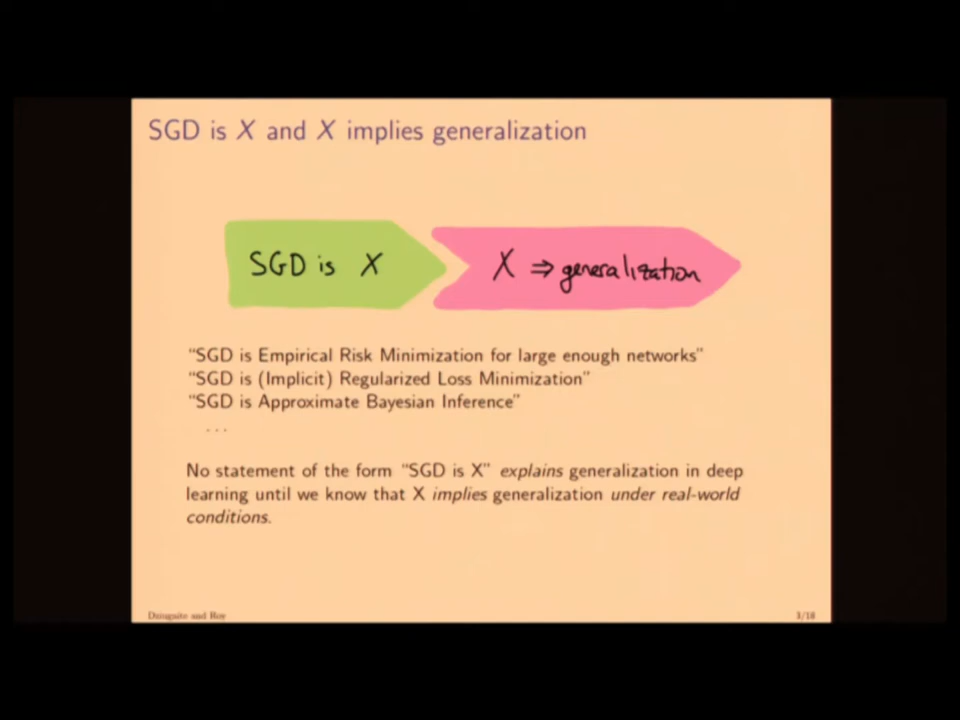 SGD is X and X implies generalization
SGD is X
X ⇒ generalization
"SGD is Empirical Risk Minimization for large enough networks"
"SGD is (Implicit) Regularized Loss Minimization"
"SGD is Approximate Bayesian Inference"
...
No statement of the form "SGD is X" explains generalization in deep
learning until we know that X implies generalization under real-world
conditions.
and Roy
3/18